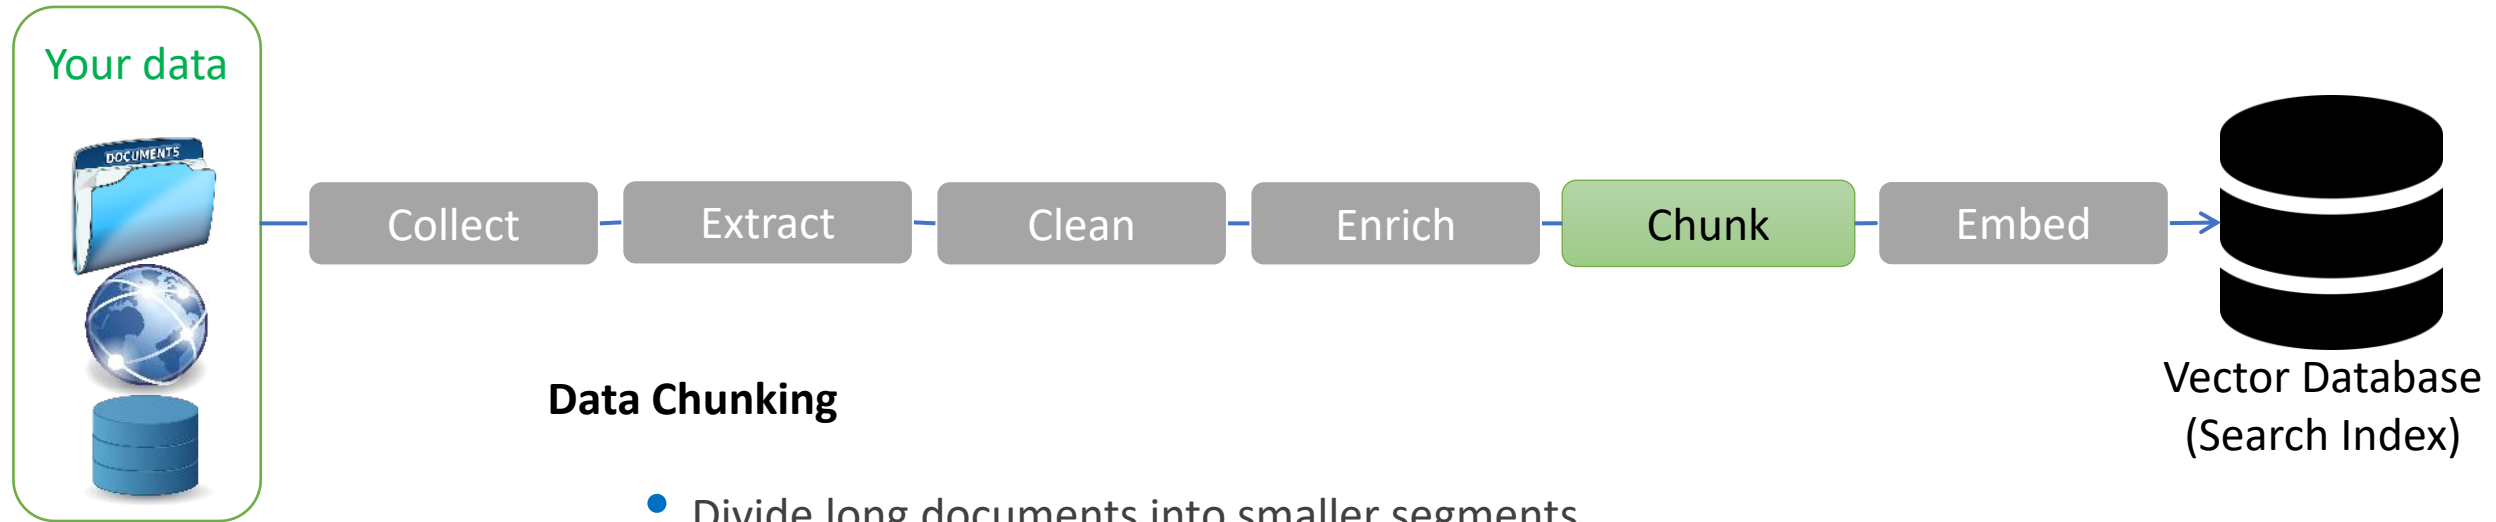 Your data
DOCUMENTS
Collect
Extract
Clean
Enrich
Chunk
Embed
Vector Database
(Search Index)
Data Chunking
Divide long documents into smaller segments